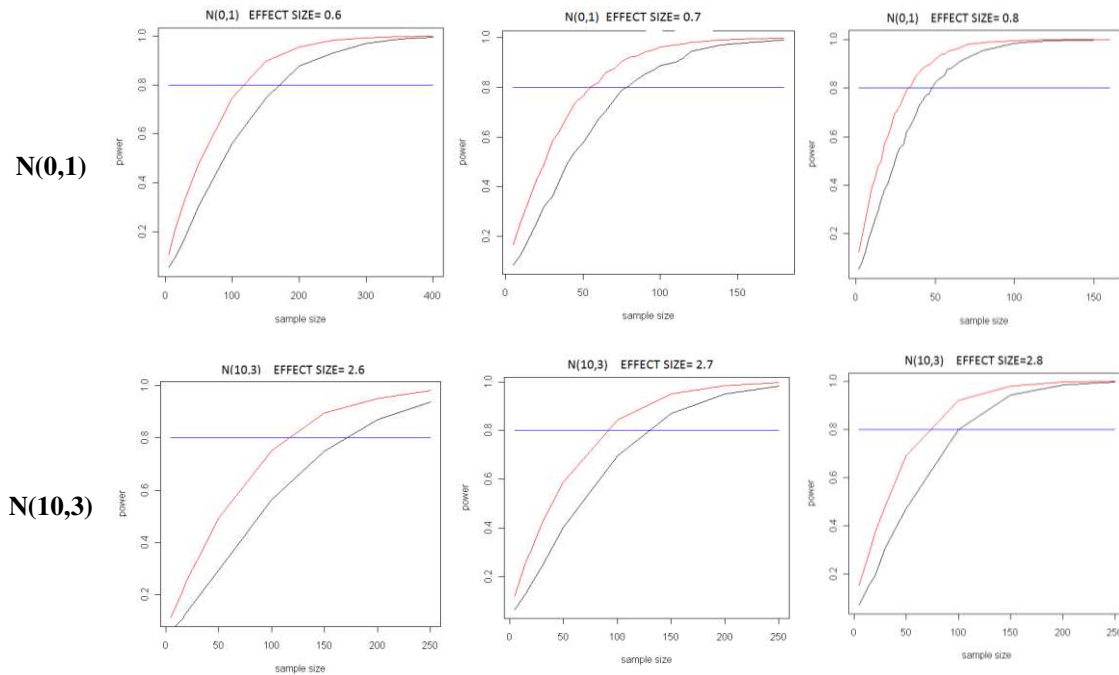 N(0,1) EFFECT SIZE= 0.6
N(0,1) EFFECT SIZE= 0.7
N(0,1) EFFECT SIZE= 0.8
N(0,1)
power
0.2 0.4 0.6 0.8 1.0
0 100 200 300 400
sample size
power
0.2 0.4 0.6 0.8 1.0
0 50 100 150
sample size
power
0.2 0.4 0.6 0.8 1.0
0 50 100 150
sample size
N(10,3) EFFECT SIZE= 2.6
N(10,3) EFFECT SIZE= 2.7
N(10,3) EFFECT SIZE=2.8
N(10,3)
power
0.2 0.4 0.6 0.8 1.0
0 50 100 150 200 250
sample size
power
0.2 0.4 0.6 0.8 1.0
0 50 100 150 200 250
sample size
power
0.2 0.4 0.6 0.8 1.0
0 50 100 150 200 250
sample size